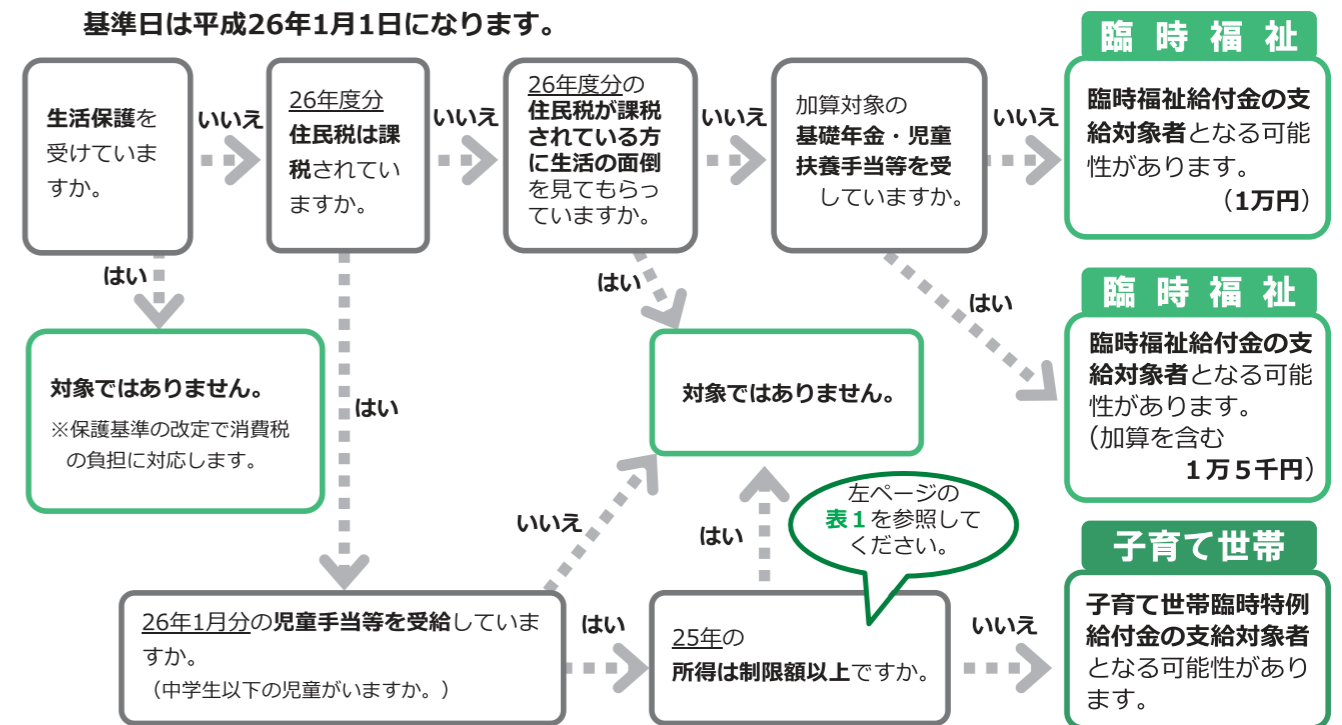 基準日は平成26年1月1日になります。
生活保護を
受けていま
すか。
いいえ
26年度分
住民税は課
税されてい
ますか。
いいえ
26年度分の
住民税が課税
されている方
に生活の面倒
を見てもらっ
ていますか。
いいえ
加算対象の
基礎年金・児童
扶養手当等を受
していますか。
いいえ
臨時福祉
臨時福祉給付金の支
給対象者となる可能
性があります。
（1万円）
はい
はい
はい
はい
対象ではありません。
※保護基準の改定で消費税
の負担に対応します。
対象ではありません。
臨時福祉
臨時福祉給付金の支
給対象者となる可能
性があります。
(加算を含む
１万５千円)
いいえ
はい
左ページの
表１を参照して
ください。
26年1月分の児童手当等を受給していま
すか。
（中学生以下の児童がいますか。）
はい
25年の
所得は制限額以上ですか。
いいえ
子育て世帯
子育て世帯臨時特例
給付金の支給対象者
となる可能性があり
ます。